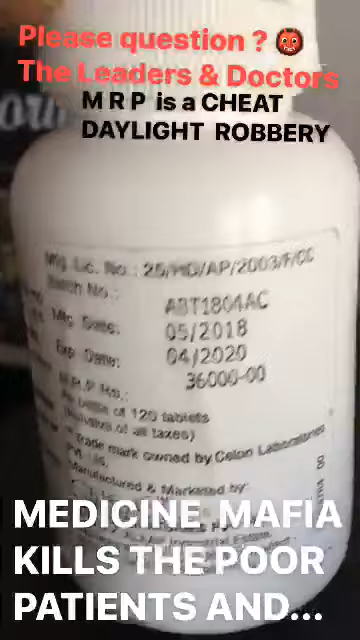 Please question ? 👹
The Leaders & Doctors
M R P is a CHEAT
DAYLIGHT ROBBERY
Mfg. Lic. No.: 25/HD/AP/2003/F/CC
Batch No.: ABT1804AC
Mfg. Date: 05/2018
Exp. Date: 04/2020
M.R.P. Rs.: 36000-00
of 120 tablets
(Inclusive of all taxes)
Trade mark owned by Celon Laboratories
Pvt. Ltd.
Manufactured & Marketed by:
MEDICINE MAFIA
KILLS THE POOR
PATIENTS AND...